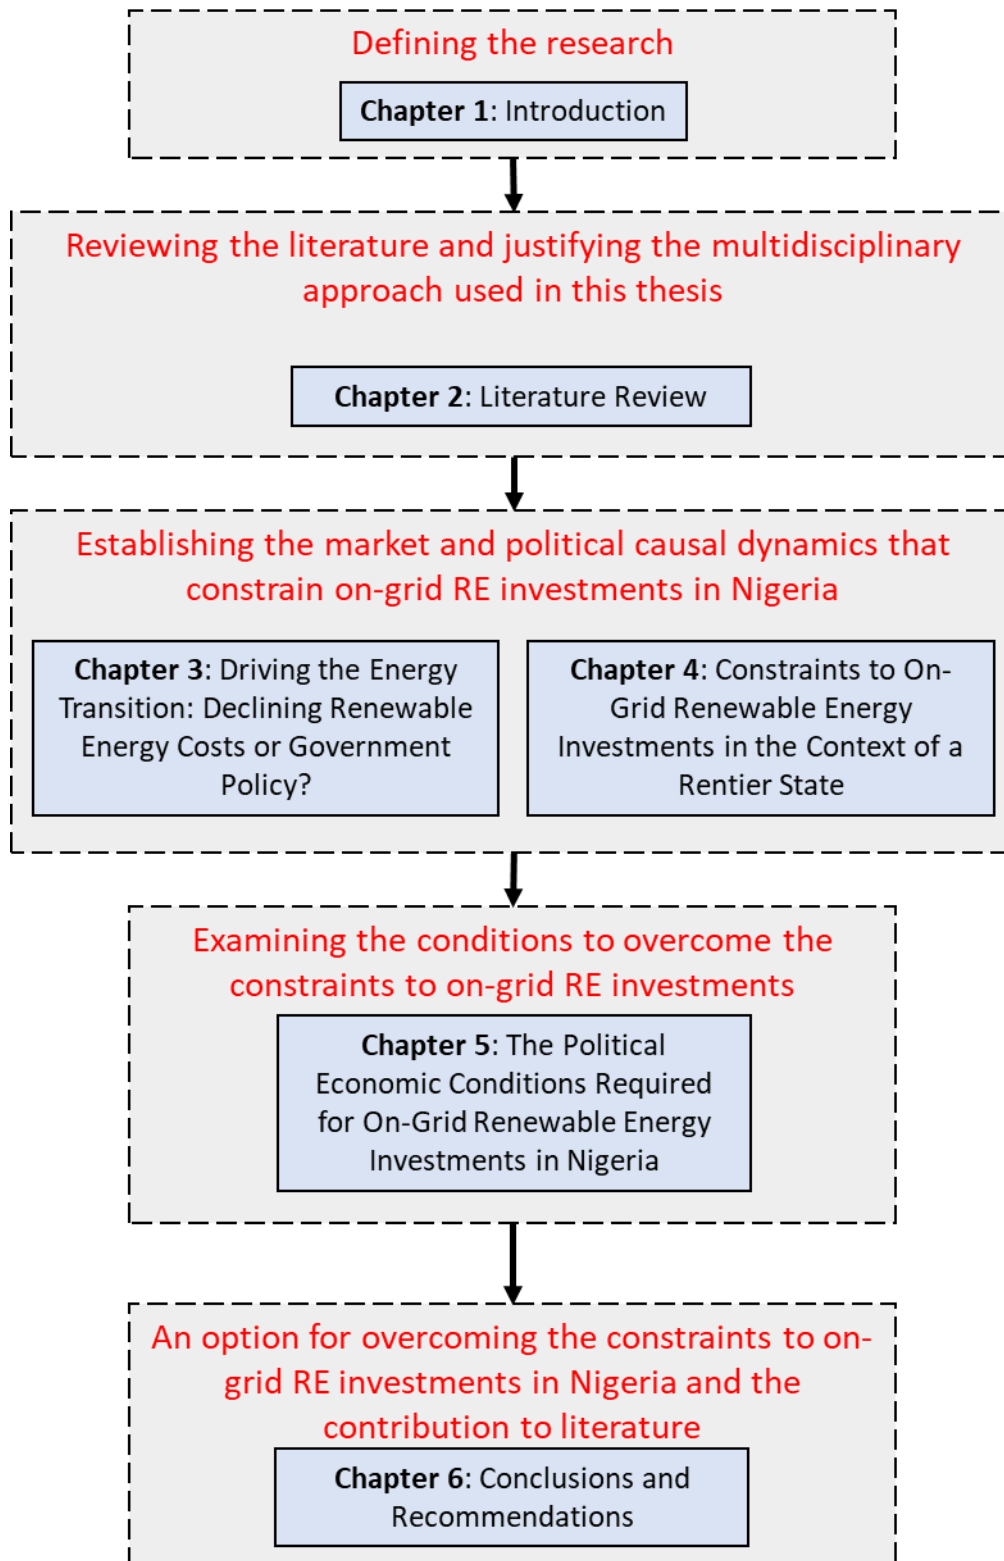 Defining the research
Chapter 1: Introduction
Reviewing the literature and justifying the multidisciplinary
approach used in this thesis
Chapter 2: Literature Review
Establishing the market and political causal dynamics that
constrain on-grid RE investments in Nigeria
Chapter 3: Driving the Energy
Transition: Declining Renewable
Energy Costs or Government
Policy?
Chapter 4: Constraints to On-
Grid Renewable Energy
Investments in the Context of a
Rentier State
Examining the conditions to overcome the
constraints to on-grid RE investments
Chapter 5: The Political
Economic Conditions Required
for On-Grid Renewable Energy
Investments in Nigeria
An option for overcoming the constraints to on-
grid RE investments in Nigeria and the
contribution to literature
Chapter 6: Conclusions and
Recommendations